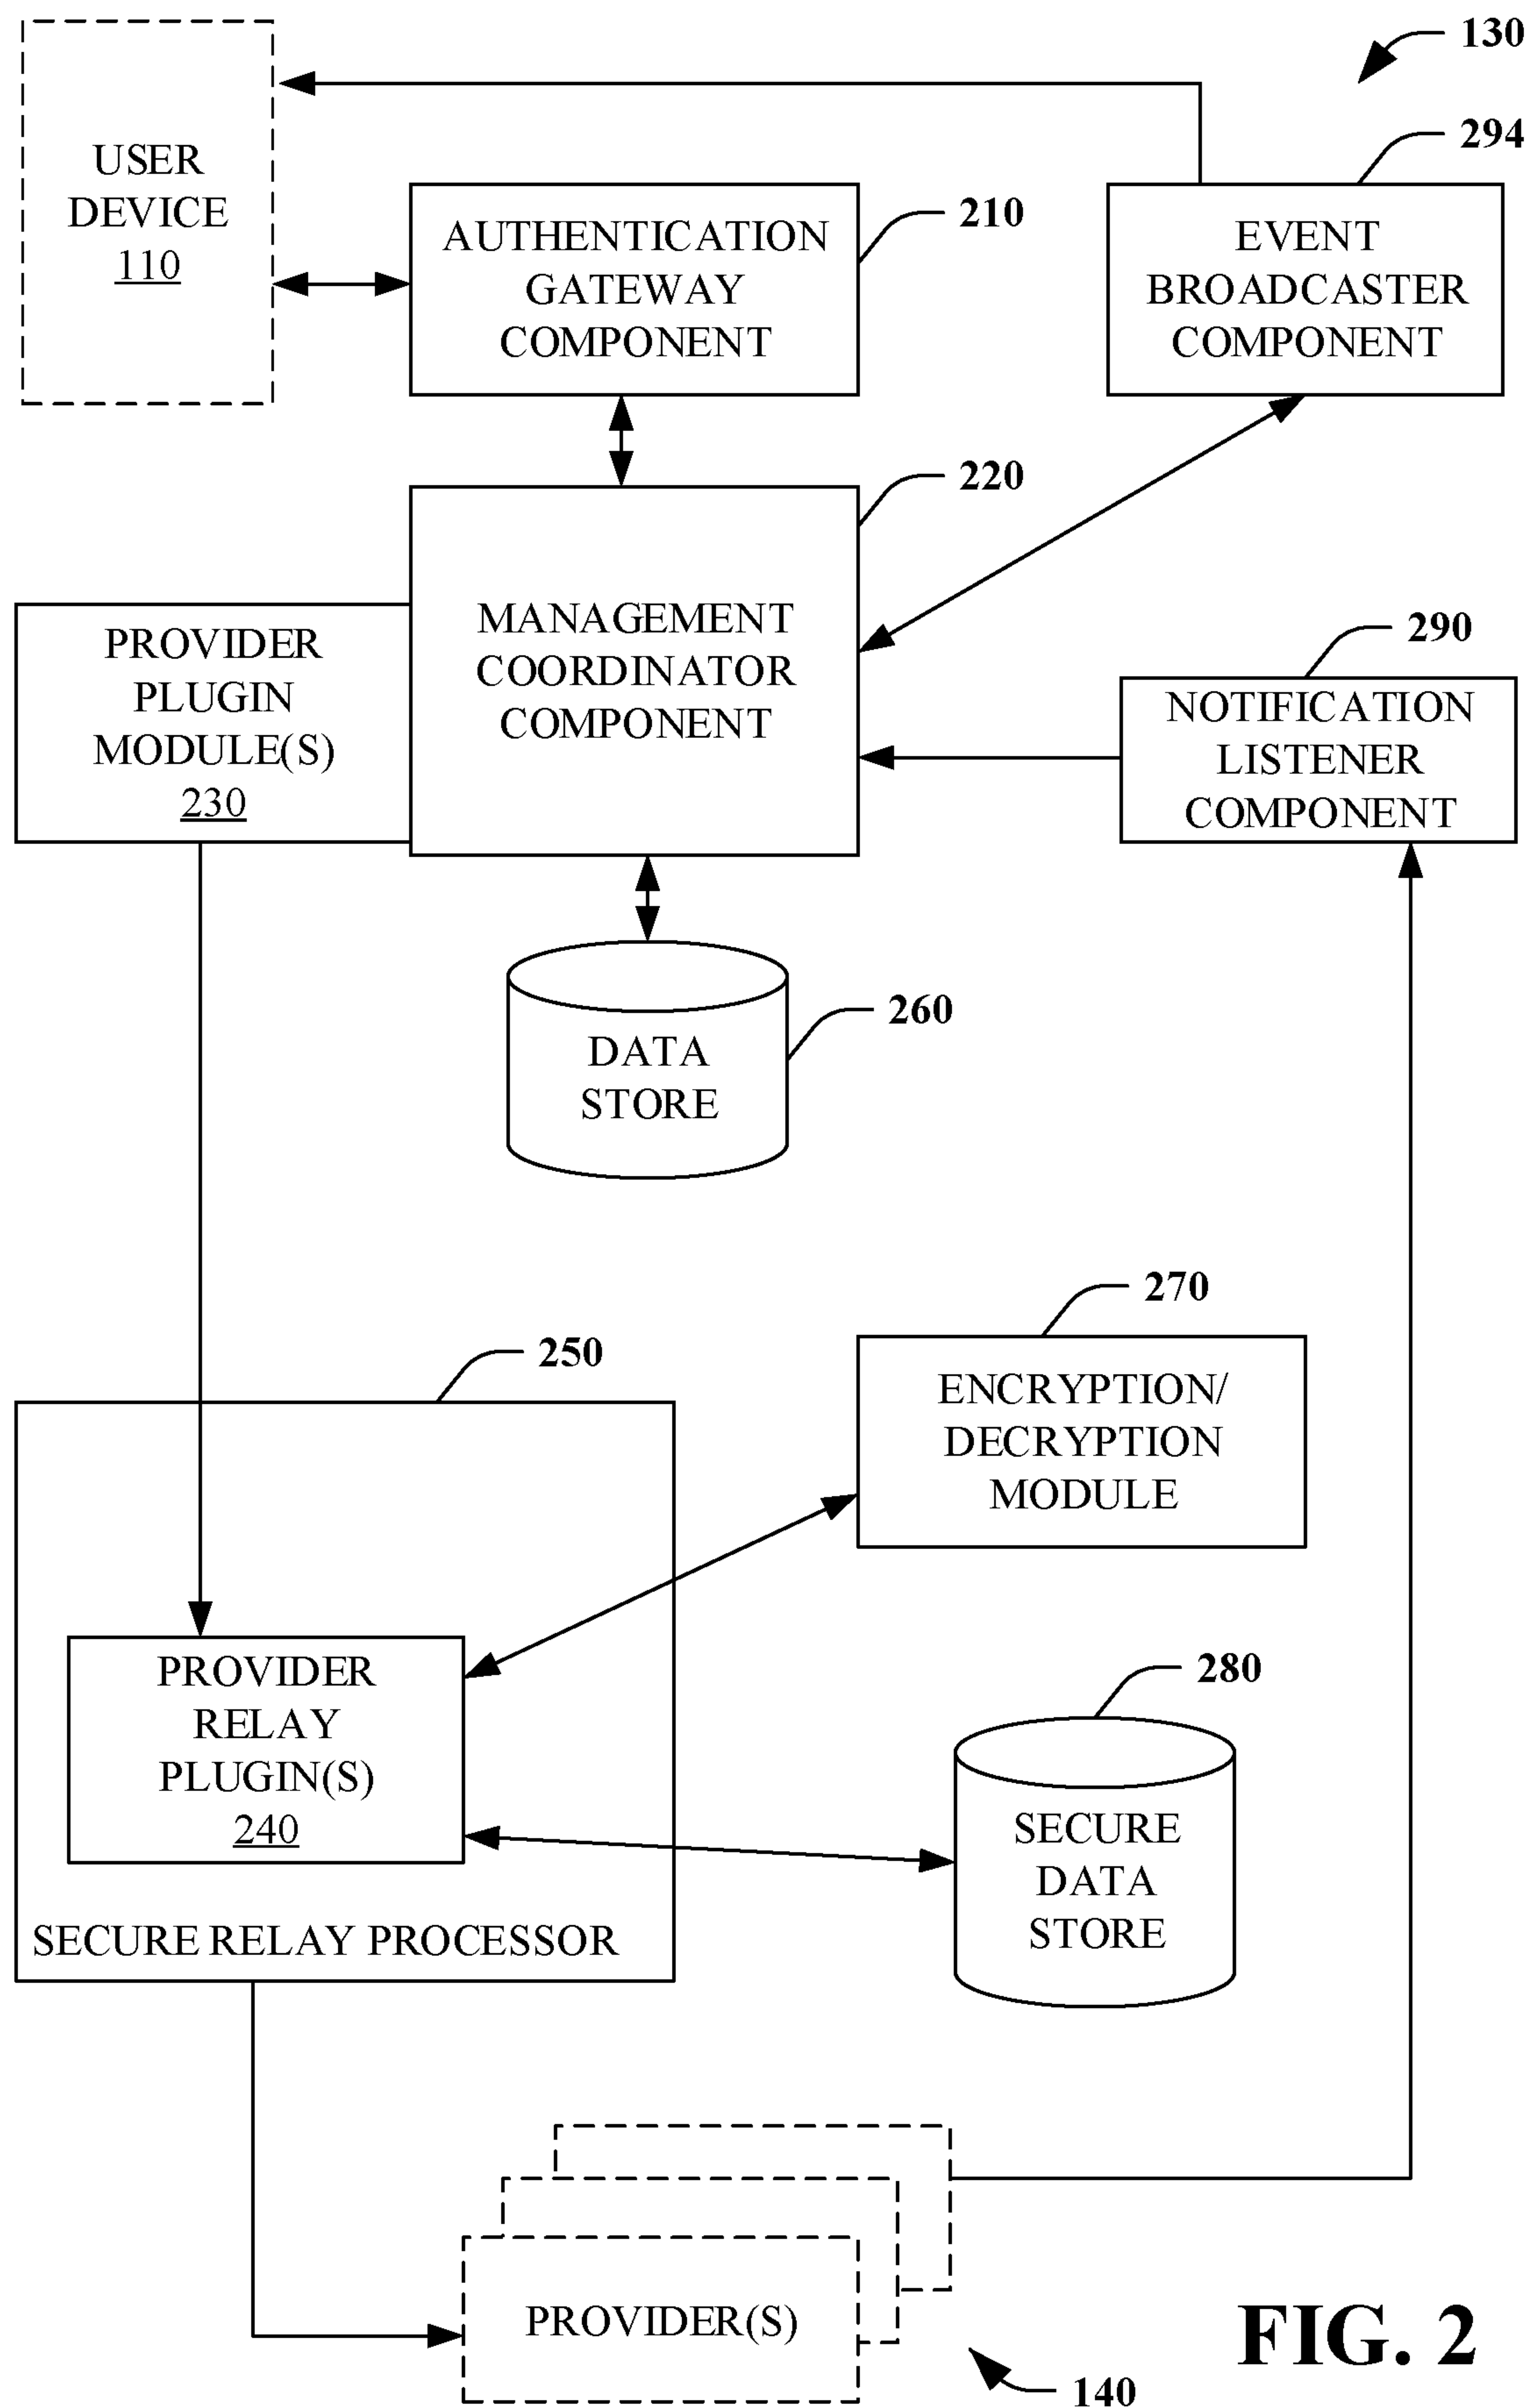 130
294
USER
DEVICE
110
210
AUTHENTICATION
GATEWAY
COMPONENT
EVENT
BROADCASTER
COMPONENT
220
MANAGEMENT
COORDINATOR
COMPONENT
PROVIDER
PLUGIN
MODULE(S)
230
290
NOTIFICATION
LISTENER
COMPONENT
260
DATA
STORE
270
ENCRYPTION/
DECRYPTION
MODULE
250
PROVIDER
RELAY
PLUGIN(S)
240
SECURE RELAY PROCESSOR
280
SECURE
DATA
STORE
PROVIDER(S)
140
FIG. 2